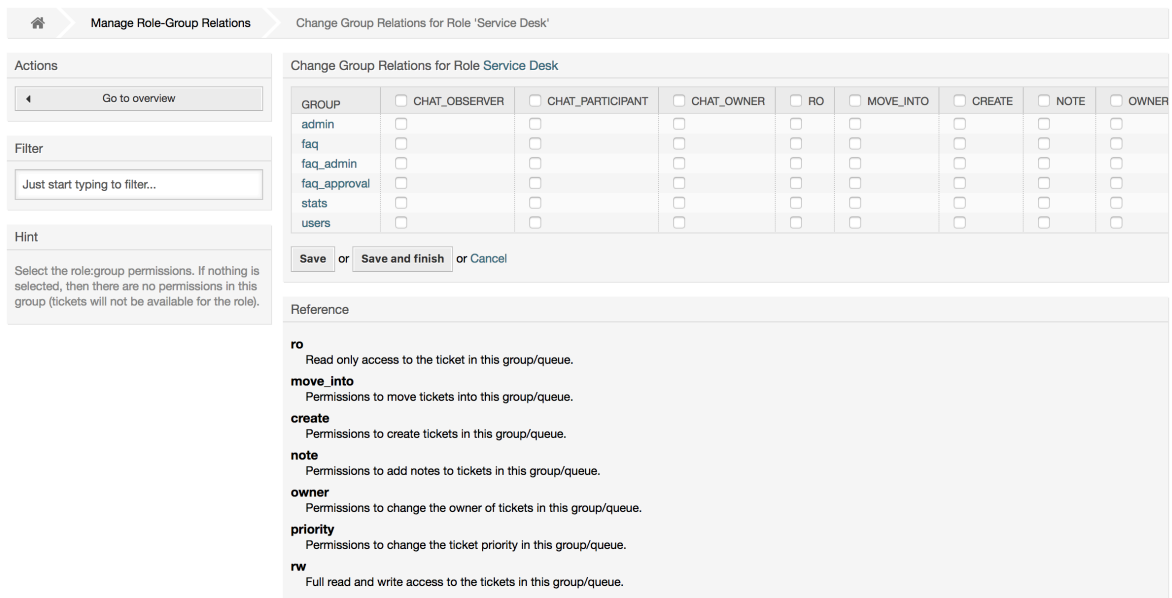 Manage Role-Group Relations Change Group Relations for Role 'Service Desk'
Actions
Go to overview
Filter
Just start typing to filter...
Hint
Select the role:group permissions. If nothing is
selected, then there are no permissions in this
group (tickets will not be available for the role).
Change Group Relations for Role Service Desk
GROUP CHAT_OBSERVER CHAT_PARTICIPANT CHAT_OWNER RO MOVE_INTO CREATE NOTE OWNER
admin
faq
faq_admin
faq_approval
stats
users
Save or Save and finish or Cancel
Reference
ro
Read only access to the ticket in this group/queue.
move_into
Permissions to move tickets into this group/queue.
create
Permissions to create tickets in this group/queue.
note
Permissions to add notes to tickets in this group/queue.
owner
Permissions to change the owner of tickets in this group/queue.
priority
Permissions to change the ticket priority in this group/queue.
rw
Full read and write access to the tickets in this group/queue.